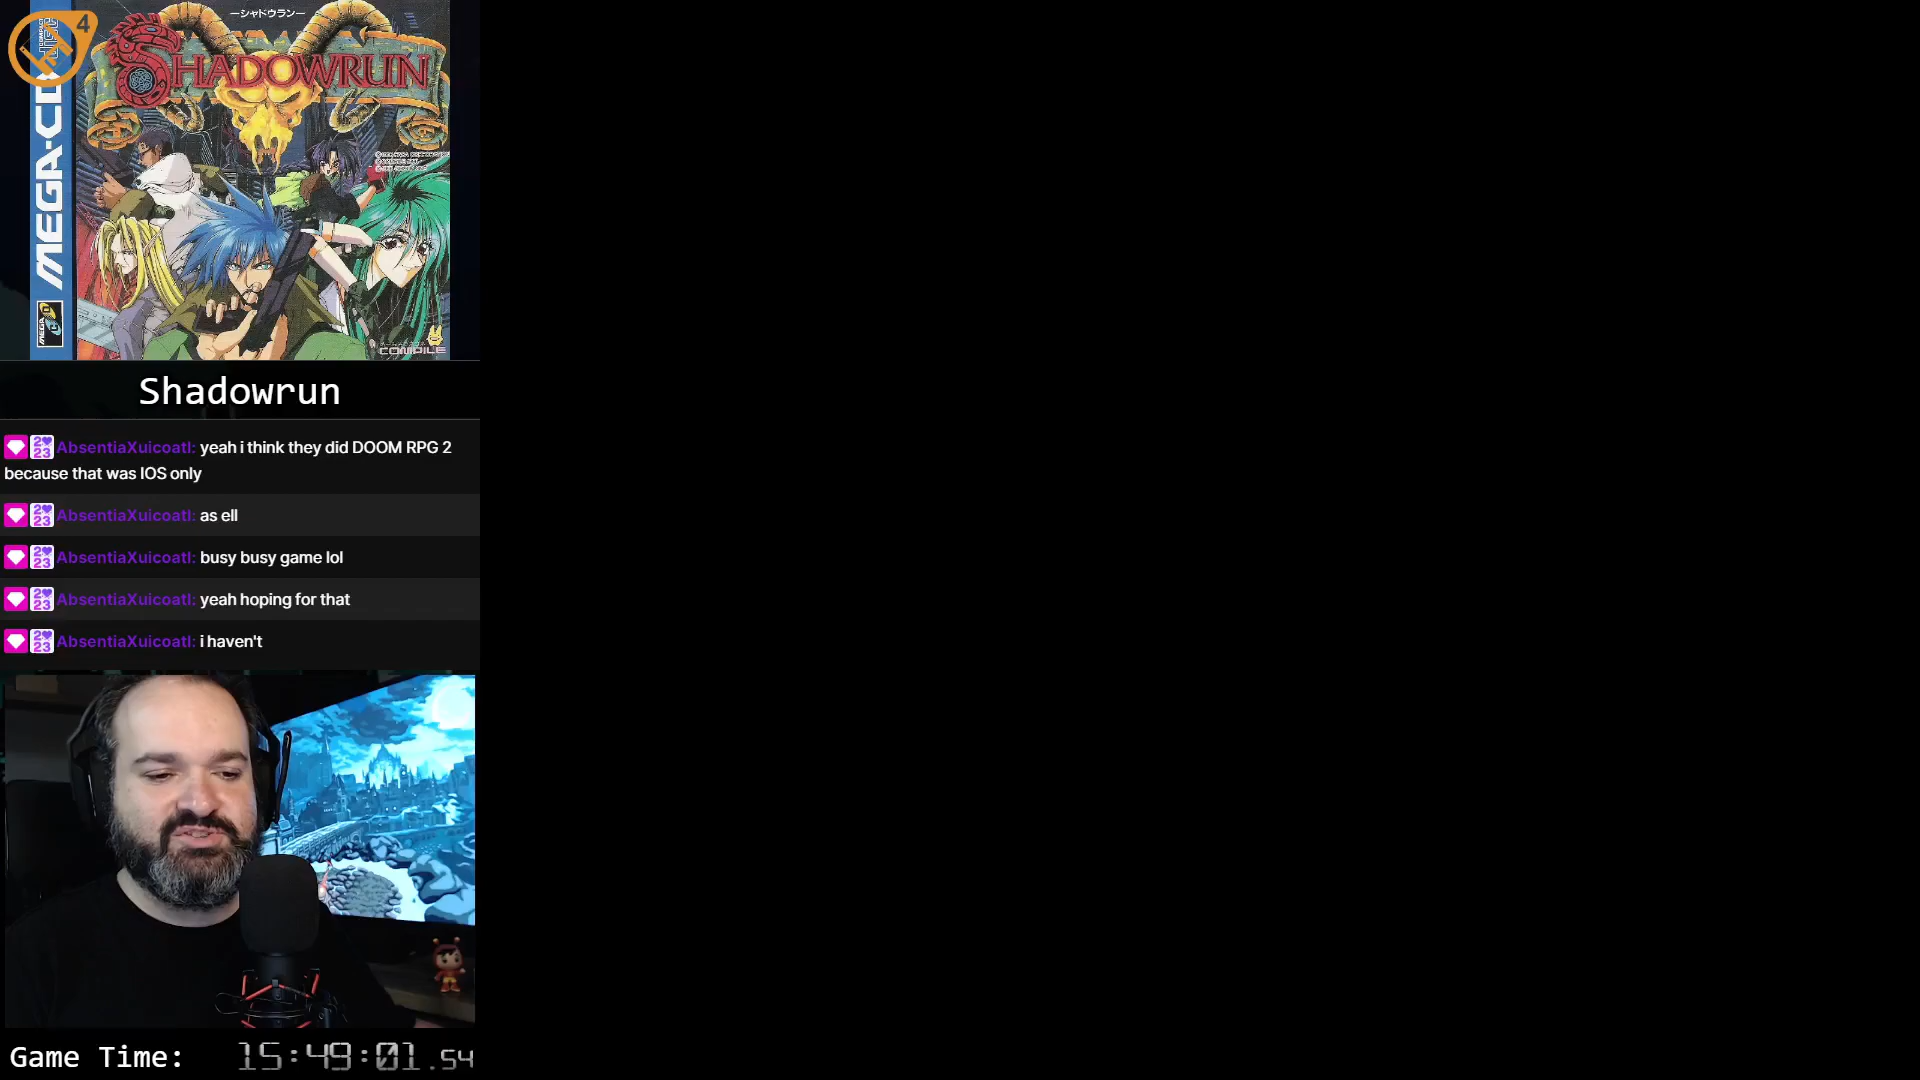 4
ーシャドウランー
SHADOWRUN
MEGA-CD
COMPILE
Shadowrun
AbsentiaXuicoatl: yeah i think they did DOOM RPG 2
because that was IOS only
AbsentiaXuicoatl: as ell
AbsentiaXuicoatl: busy busy game lol
AbsentiaXuicoatl: yeah hoping for that
AbsentiaXuicoatl: i haven't
Game Time: 15:49:01.54